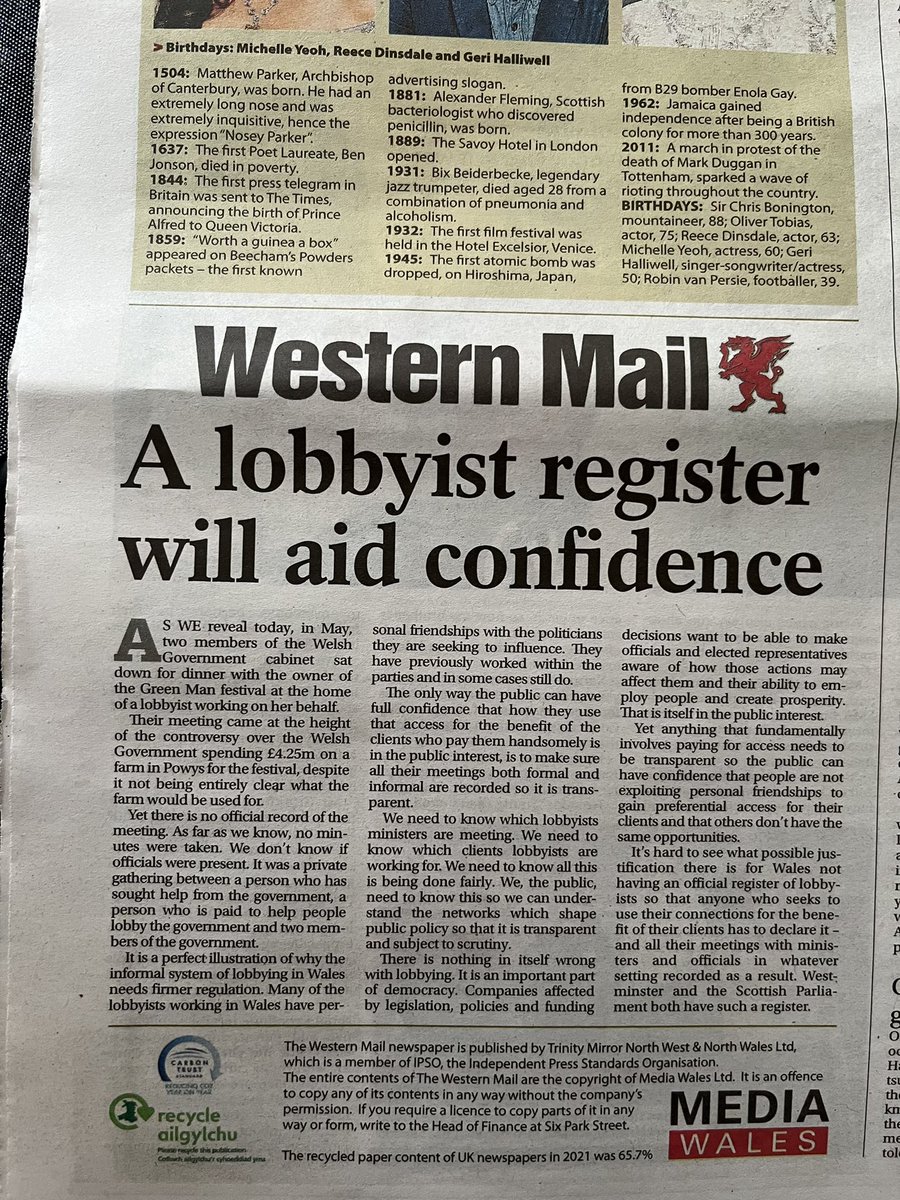 > Birthdays: Michelle Yeoh, Reece Dinsdale and Geri Halliwell
1504: Matthew Parker, Archbishop
of Canterbury, was born. He had an
extremely long nose and was
extremely inquisitive, hence the
expression “Nosey Parker”.
1637: The first Poet Laureate, Ben
Jonson, died in poverty.
1844: The first press telegram in
Britain was sent to The Times,
announcing the birth of Prince
Alfred to Queen Victoria.
1859: “Worth a guinea a box”
appeared on Beecham’s Powders
packets – the first known
advertising slogan.
1881: Alexander Fleming, Scottish
bacteriologist who discovered
penicillin, was born.
1889: The Savoy Hotel in London
opened.
1931: Bix Beiderbecke, legendary
jazz trumpeter, died aged 28 from a
combination of pneumonia and
alcoholism.
1932: The first film festival was
held in the Hotel Excelsior, Venice.
1945: The first atomic bomb was
dropped, on Hiroshima, Japan,
from B29 bomber Enola Gay.
1962: Jamaica gained
independence after being a British
colony for more than 300 years.
2011: A march in protest of the
death of Mark Duggan in
Tottenham, sparked a wave of
rioting throughout the country.
BIRTHDAYS: Sir Chris Bonington,
mountaineer, 88; Oliver Tobias,
actor, 75; Reece Dinsdale, actor, 63;
Michelle Yeoh, actress, 60; Geri
Halliwell, singer-songwriter/actress,
50; Robin van Persie, footballer, 39.
Western Mail
A lobbyist register
will aid confidence
AS WE reveal today, in May,
two members of the Welsh
Government cabinet sat
down for dinner with the owner of
the Green Man festival at the home
of a lobbyist working on her behalf.
Their meeting came at the height
of the controversy over the Welsh
Government spending £4.25m on a
farm in Powys for the festival, despite
it not being entirely clear what the
farm would be used for.
Yet there is no official record of the
meeting. As far as we know, no min-
utes were taken. We don’t know if
officials were present. It was a private
gathering between a person who has
sought help from the government, a
person who is paid to help people
lobby the government and two mem-
bers of the government.
It is a perfect illustration of why the
informal system of lobbying in Wales
needs firmer regulation. Many of the
lobbyists working in Wales have per-
sonal friendships with the politicians
they are seeking to influence. They
have previously worked within the
parties and in some cases still do.
The only way the public can have
full confidence that how they use
that access for the benefit of the
clients who pay them handsomely is
in the public interest, is to make sure
all their meetings both formal and
informal are recorded so it is trans-
parent.
We need to know which lobbyists
ministers are meeting. We need to
know which clients lobbyists are
working for. We need to know all this
is being done fairly. We, the public,
need to know this so we can under-
stand the networks which shape
public policy so that it is transparent
and subject to scrutiny.
There is nothing in itself wrong
with lobbying. It is an important part
of democracy. Companies affected
by legislation, policies and funding
decisions want to be able to make
officials and elected representatives
aware of how those actions may
affect them and their ability to em-
ploy people and create prosperity.
That is itself in the public interest.
Yet anything that fundamentally
involves paying for access needs to
be transparent so the public can
have confidence that people are not
exploiting personal friendships to
gain preferential access for their
clients and that others don’t have the
same opportunities.
It’s hard to see what possible jus-
tification there is for Wales not
having an official register of lobby-
ists so that anyone who seeks to
use their connections for the bene-
fit of their clients has to declare it –
and all their meetings with minis-
ters and officials in whatever
setting recorded as a result. West-
minster and the Scottish Parlia-
ment both have such a register.
CARBON
TRUST
STANDARD
REDUCING CO2
YEAR ON YEAR
recycle
ailgylchu
Please recycle this publication
The Western Mail newspaper is published by Trinity Mirror North West & North Wales Ltd,
which is a member of IPSO, the Independent Press Standards Organisation.
The entire contents of The Western Mail are the copyright of Media Wales Ltd. It is an offence
to copy any of its contents in any way without the company’s
permission. If you require a licence to copy parts of it in any
way or form, write to the Head of Finance at Six Park Street.
The recycled paper content of UK newspapers in 2021 was 65.7%
MEDIA
WALES